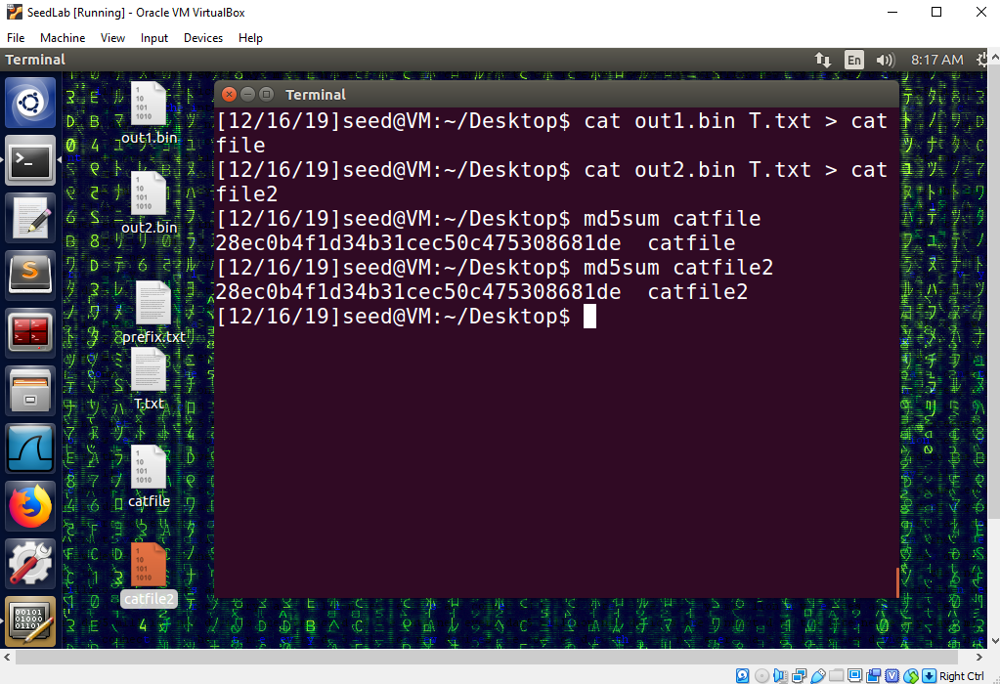 SeedLab [Running] - Oracle VM VirtualBox
File Machine View Input Devices Help
Terminal
En
8:17 AM
Terminal
[12/16/19]seed@VM:~/Desktop$ cat out1.bin T.txt > cat
file
[12/16/19]seed@VM:~/Desktop$ cat out2.bin T.txt > cat
file2
[12/16/19]seed@VM:~/Desktop$ md5sum catfile
28ec0b4f1d34b31cec50c475308681de  catfile
[12/16/19]seed@VM:~/Desktop$ md5sum catfile2
28ec0b4f1d34b31cec50c475308681de  catfile2
[12/16/19]seed@VM:~/Desktop$
out1.bin
out2.bin
prefix.txt
T.txt
catfile
catfile2
Right Ctrl